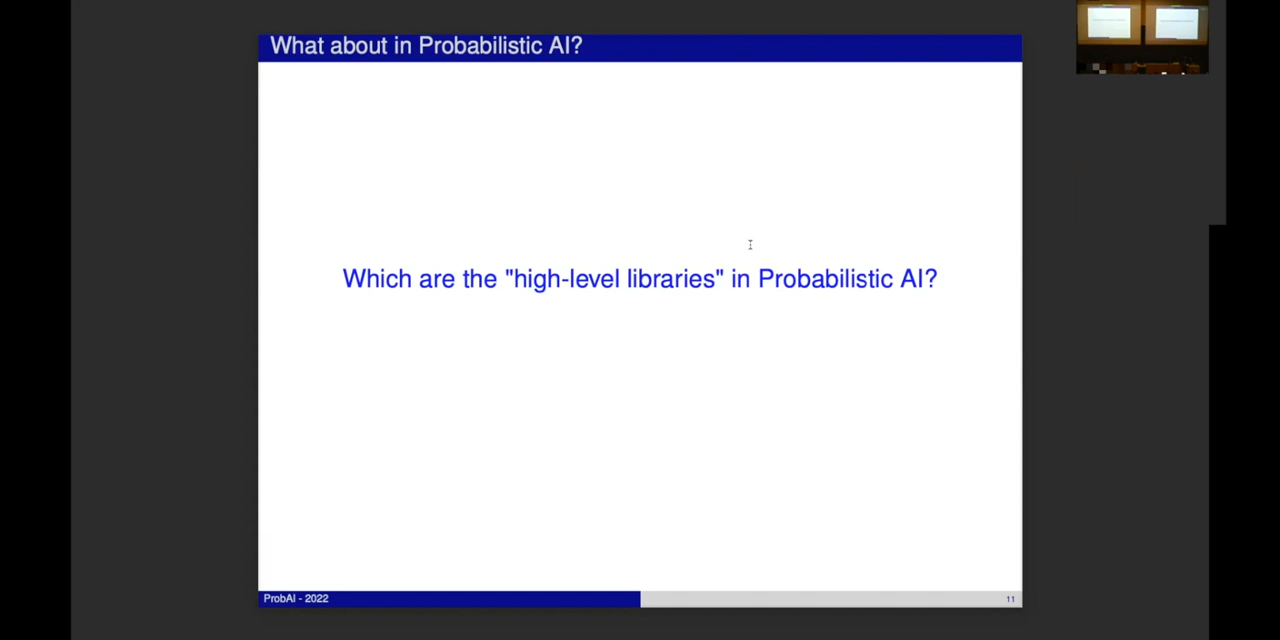 What about in Probabilistic AI?
Which are the "high-level libraries" in Probabilistic AI?
ProbAI - 2022
11